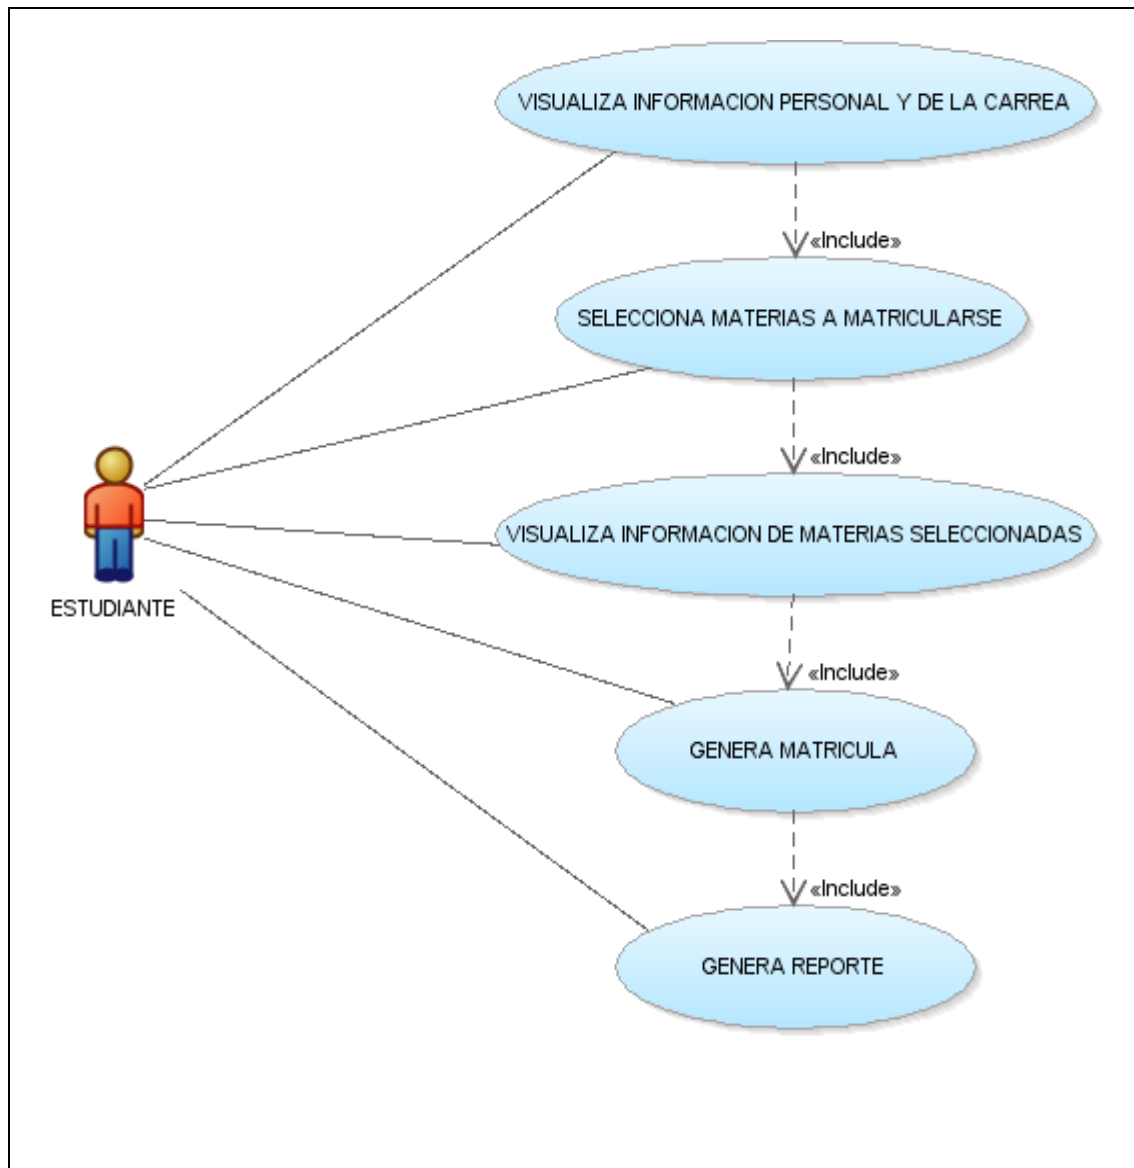 VISUALIZA INFORMACION PERSONAL Y DE LA CARREA
«Include»
SELECCIONA MATERIAS A MATRICULARSE
«Include»
VISUALIZA INFORMACION DE MATERIAS SELECCIONADAS
ESTUDIANTE
«Include»
GENERA MATRICULA
«Include»
GENERA REPORTE